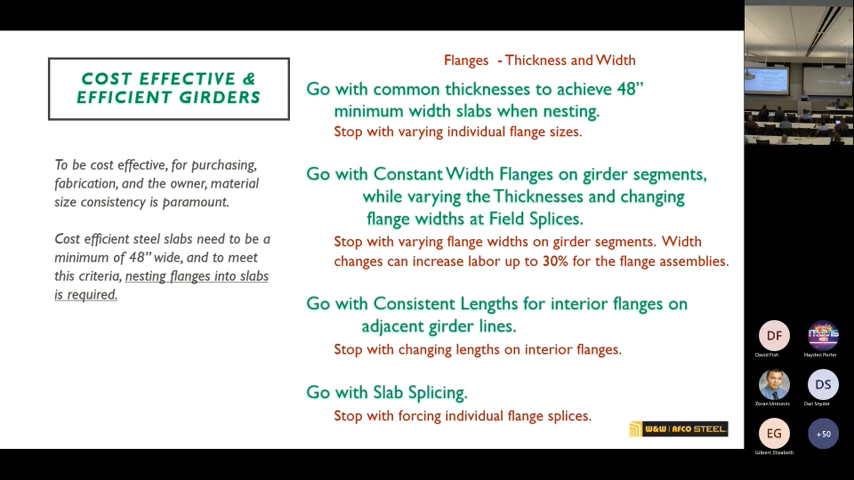 COST EFFECTIVE &
EFFICIENT GIRDERS
To be cost effective, for purchasing,
fabrication, and the owner, material
size consistency is paramount.
Cost efficient steel slabs need to be a
minimum of 48” wide, and to meet
this criteria, nesting flanges into slabs
is required.
Flanges - Thickness and Width
Go with common thicknesses to achieve 48”
minimum width slabs when nesting.
Stop with varying individual flange sizes.
Go with Constant Width Flanges on girder segments,
while varying the Thicknesses and changing
flange widths at Field Splices.
Stop with varying flange widths on girder segments. Width
changes can increase labor up to 30% for the flange assemblies.
Go with Consistent Lengths for interior flanges on
adjacent girder lines.
Stop with changing lengths on interior flanges.
Go with Slab Splicing.
Stop with forcing individual flange splices.
W&W | AFCO STEEL
DF
David Fish
Hayden Porter
DS
Dan Snyder
EG
Gilbert, Elizabeth
+50